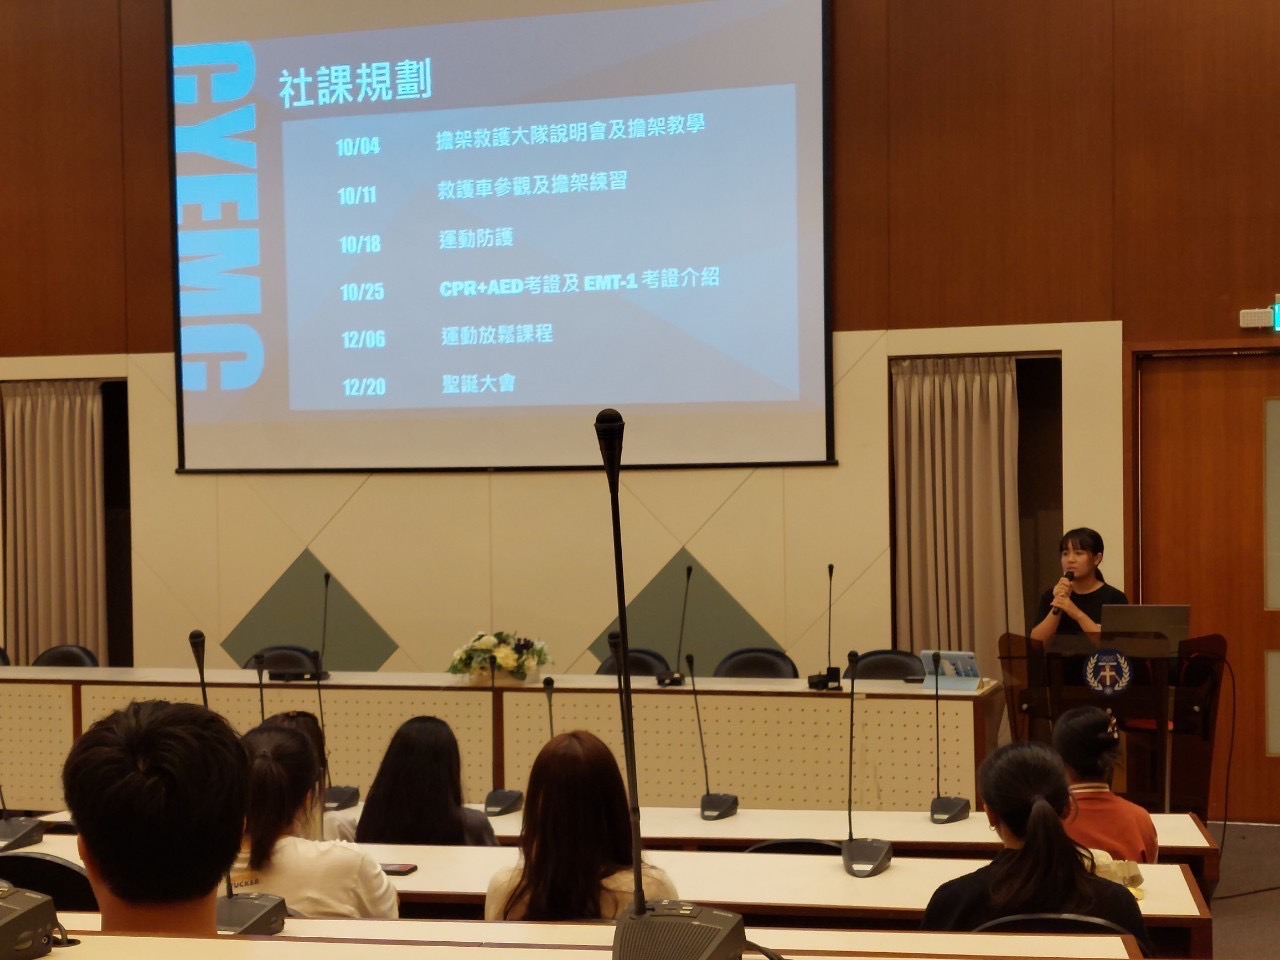 CYEMC
社課規劃
10/04 擔架救護大隊說明會及擔架教學
10/11 救護車參觀及擔架練習
10/18 運動防護
10/25 CPR+AED考證及 EMT-1 考證介紹
12/06 運動放鬆課程
12/20 聖誕大會